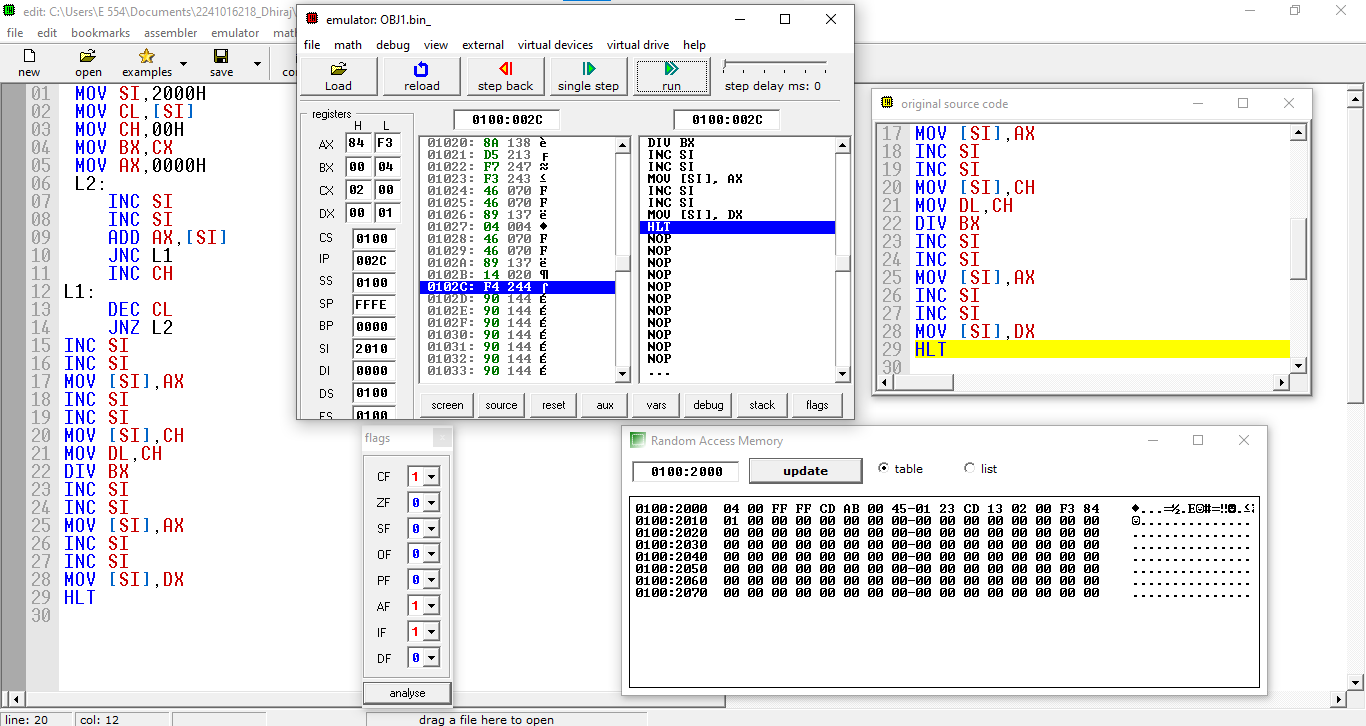 edit: C:\Users\E 554\Documents\2241016218_Dhiraj\
file edit bookmarks assembler emulator mat
new open examples save co
01 MOV SI,2000H
02 MOV CL,[SI]
03 MOV CH,00H
04 MOV BX,CX
05 MOV AX,0000H
06 L2:
07 INC SI
08 INC SI
09 ADD AX,[SI]
10 JNC L1
11 INC CH
12 L1:
13 DEC CL
14 JNZ L2
15 INC SI
16 INC SI
17 MOV [SI],AX
18 INC SI
19 INC SI
20 MOV [SI],CH
21 MOV DL,CH
22 DIV BX
23 INC SI
24 INC SI
25 MOV [SI],AX
26 INC SI
27 INC SI
28 MOV [SI],DX
29 HLT
30
line: 20 col: 12 drag a file here to open
emulator: OBJ1.bin_
file math debug view external virtual devices virtual drive help
Load reload step back single step run step delay ms: 0
registers 0100:002C 0100:002C
H L
AX 84 F3
BX 00 04
CX 02 00
DX 00 01
CS 0100
IP 002C
SS 0100
SP FFFE
BP 0000
SI 2010
DI 0000
DS 0100
ES 0100
01020: 8A 138 è
01021: D5 213 ╒
01022: F7 247 ≈
01023: F3 243 ≤
01024: 46 070 F
01025: 46 070 F
01026: 89 137 ë
01027: 04 004 ♦
01028: 46 070 F
01029: 46 070 F
0102A: 89 137 ë
0102B: 14 020 ¶
0102C: F4 244 ⌠
0102D: 90 144 É
0102E: 90 144 É
0102F: 90 144 É
01030: 90 144 É
01031: 90 144 É
01032: 90 144 É
01033: 90 144 É
DIV BX
INC SI
INC SI
MOV [SI], AX
INC SI
INC SI
MOV [SI], DX
HLT
NOP
NOP
NOP
NOP
NOP
NOP
NOP
NOP
NOP
NOP
NOP
...
screen source reset aux vars debug stack flags
original source code
17 MOV [SI],AX
18 INC SI
19 INC SI
20 MOV [SI],CH
21 MOV DL,CH
22 DIV BX
23 INC SI
24 INC SI
25 MOV [SI],AX
26 INC SI
27 INC SI
28 MOV [SI],DX
29 HLT
30
flags
CF 1
ZF 0
SF 0
OF 0
PF 0
AF 1
IF 1
DF 0
analyse
Random Access Memory
0100:2000 update table list
0100:2000 04 00 FF FF CD AB 00 45-01 23 CD 13 02 00 F3 84
0100:2010 01 00 00 00 00 00 00 00-00 00 00 00 00 00 00 00
0100:2020 00 00 00 00 00 00 00 00-00 00 00 00 00 00 00 00
0100:2030 00 00 00 00 00 00 00 00-00 00 00 00 00 00 00 00
0100:2040 00 00 00 00 00 00 00 00-00 00 00 00 00 00 00 00
0100:2050 00 00 00 00 00 00 00 00-00 00 00 00 00 00 00 00
0100:2060 00 00 00 00 00 00 00 00-00 00 00 00 00 00 00 00
0100:2070 00 00 00 00 00 00 00 00-00 00 00 00 00 00 00 00